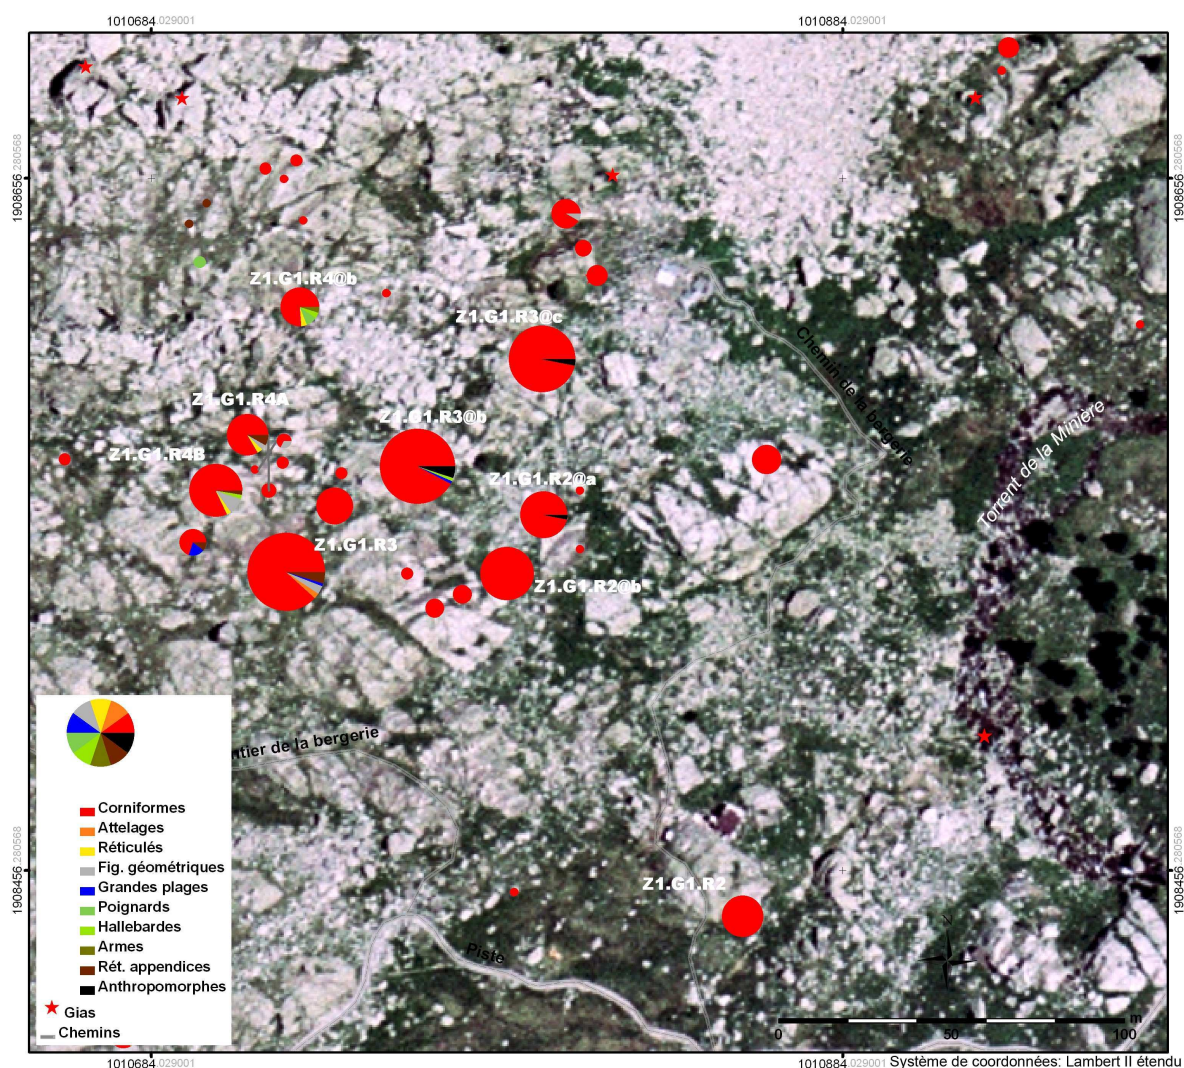 1010684.029001
1010884.029001
1908656.280568
1908656.280568
Z1.G1.R4@b
Z1.G1.R3@c
Chemin de la bergerie
Z1.G1.R4A
Z1.G1.R3@b
Torrent de la Minière
Z1.G1.R4B
Z1.G1.R2@a
Z1.G1.R3
Z1.G1.R2@b
ntier de la bergerie
Corniformes
Attelages
Réticulés
Fig. géométriques
Grandes plages
Poignards
Hallebardes
Armes
Rét. appendices
Anthropomorphes
Gias
Chemins
1908456.280568
1908456.280568
Z1.G1.R2
Piste
N
m
0 50 100
1010684.029001
1010884.029001
Système de coordonnées: Lambert II étendu